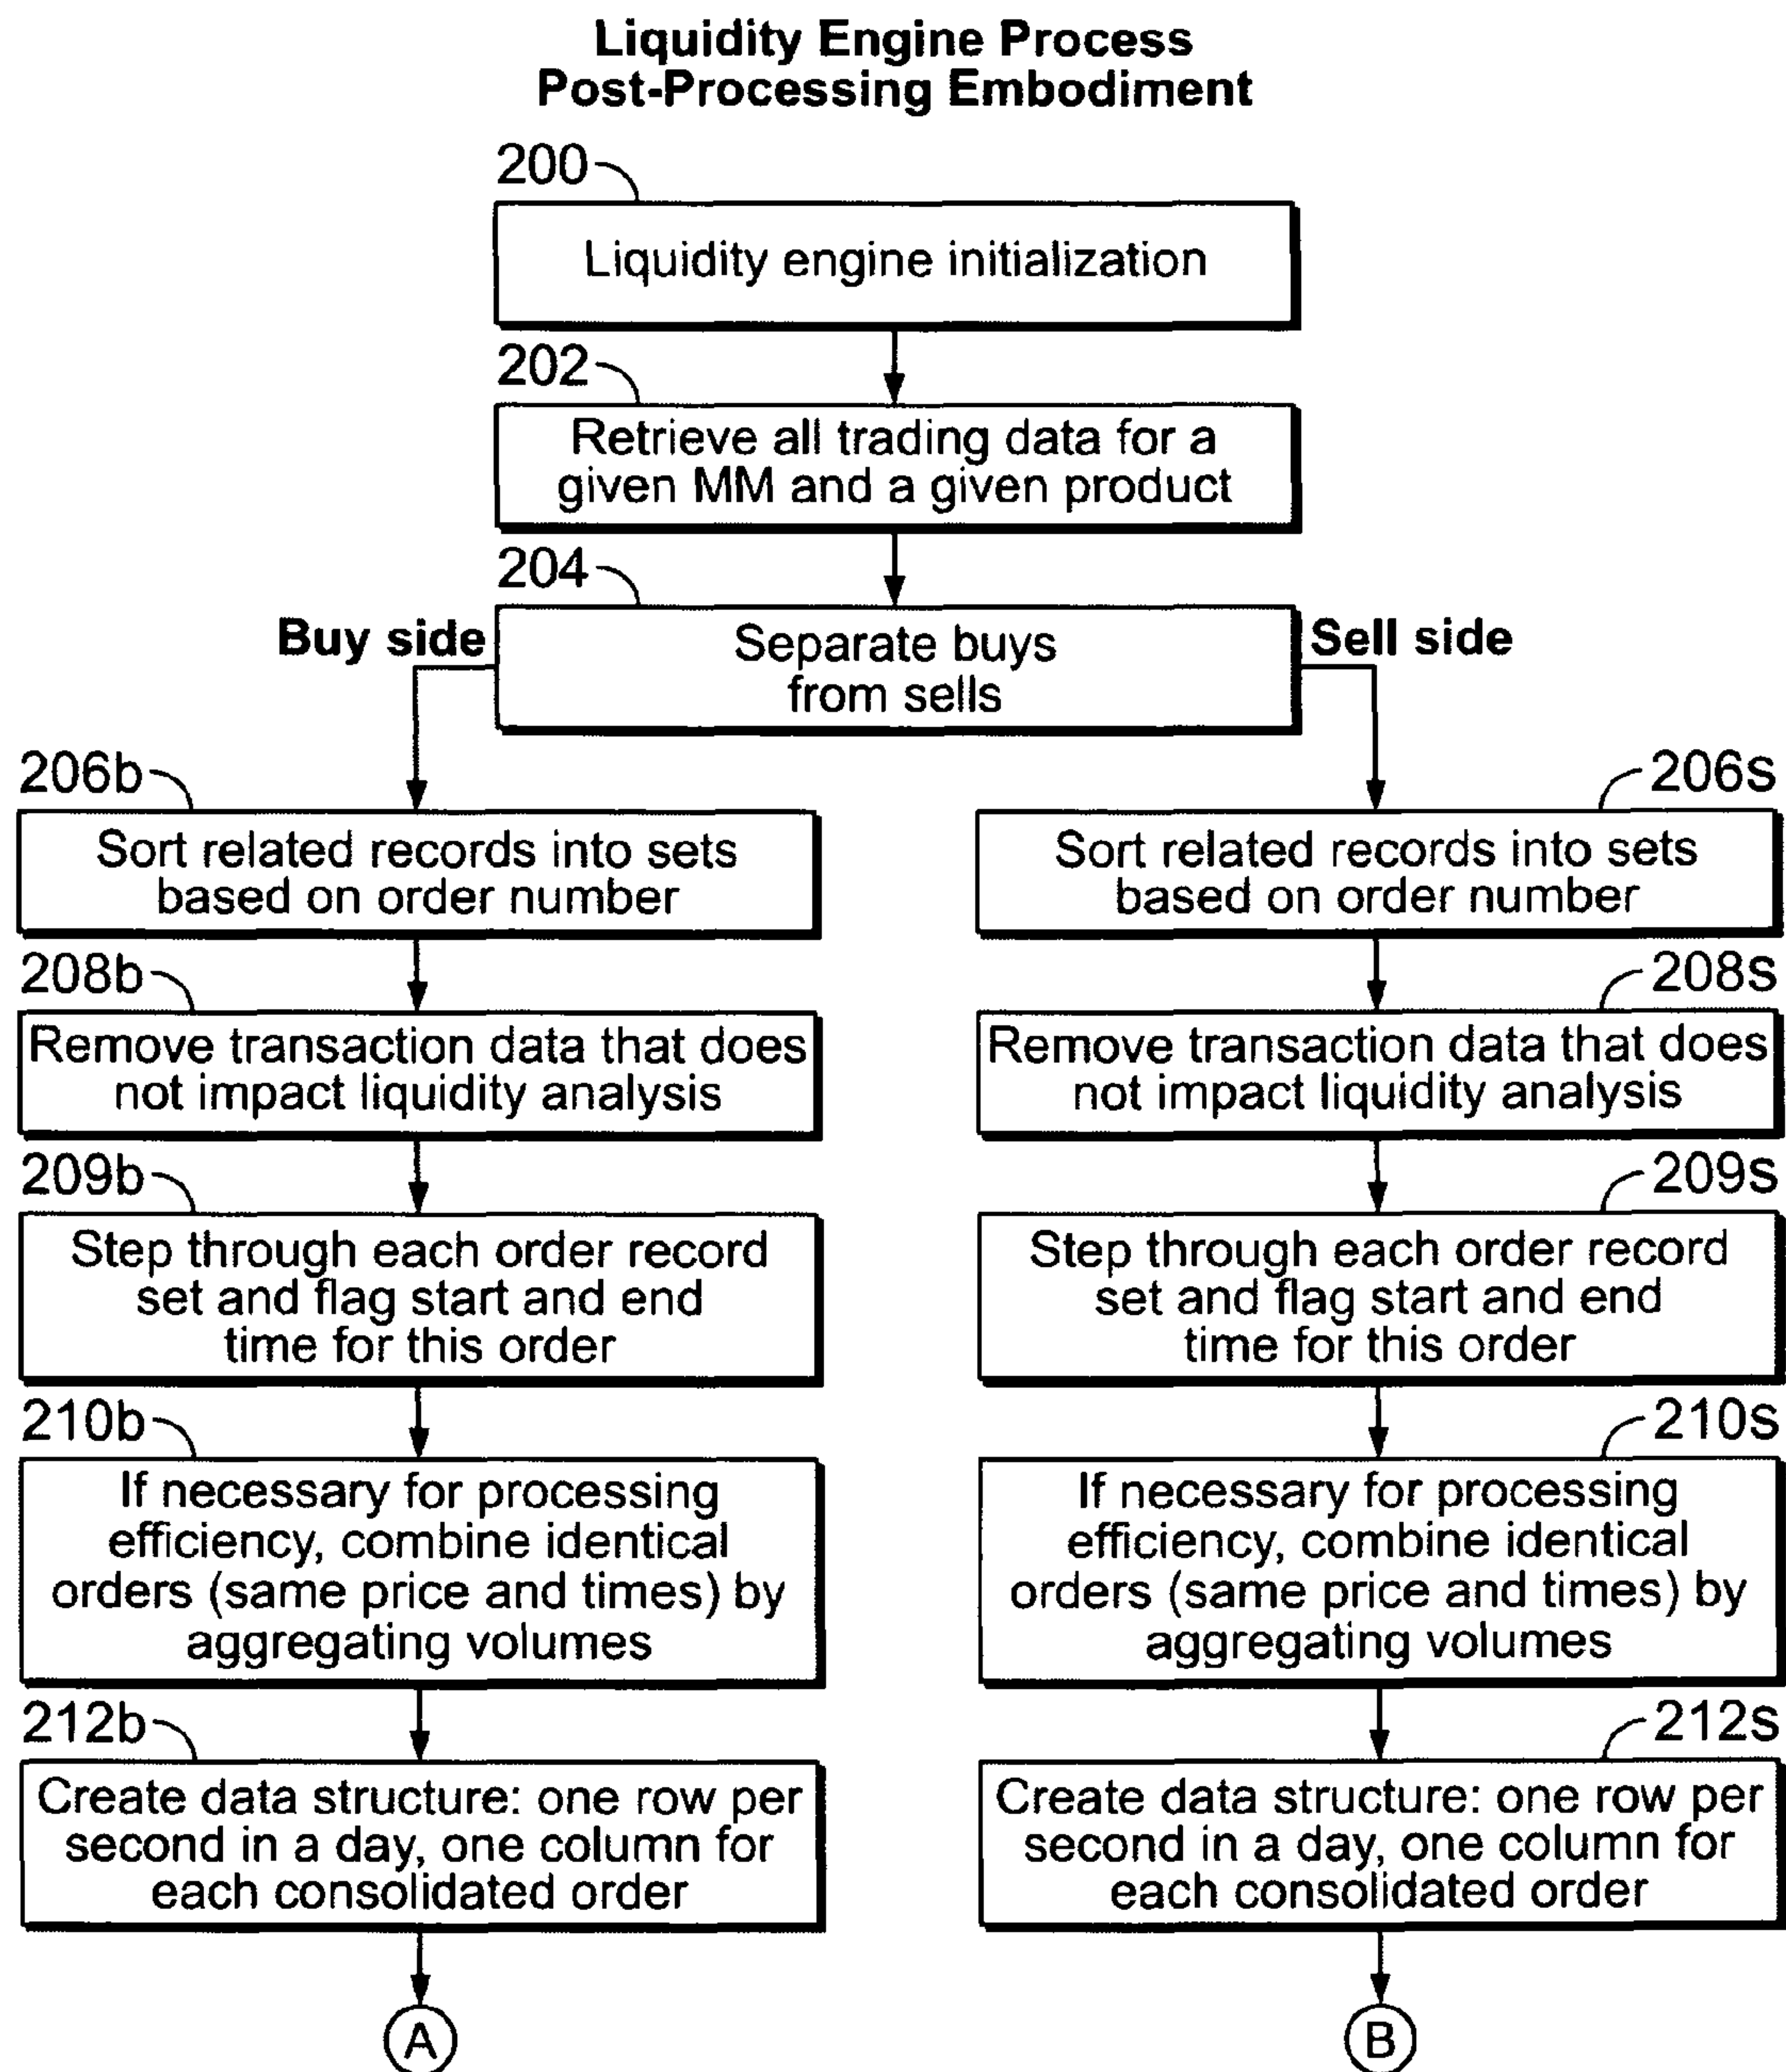 Liquidity Engine Process
Post-Processing Embodiment
200
Liquidity engine initialization
202
Retrieve all trading data for a
given MM and a given product
204
Buy side
Separate buys
from sells
Sell side
206b
Sort related records into sets
based on order number
208b
Remove transaction data that does
not impact liquidity analysis
209b
Step through each order record
set and flag start and end
time for this order
210b
If necessary for processing
efficiency, combine identical
orders (same price and times) by
aggregating volumes
212b
Create data structure: one row per
second in a day, one column for
each consolidated order
A
206s
Sort related records into sets
based on order number
208s
Remove transaction data that does
not impact liquidity analysis
209s
Step through each order record
set and flag start and end
time for this order
210s
If necessary for processing
efficiency, combine identical
orders (same price and times) by
aggregating volumes
212s
Create data structure: one row per
second in a day, one column for
each consolidated order
B